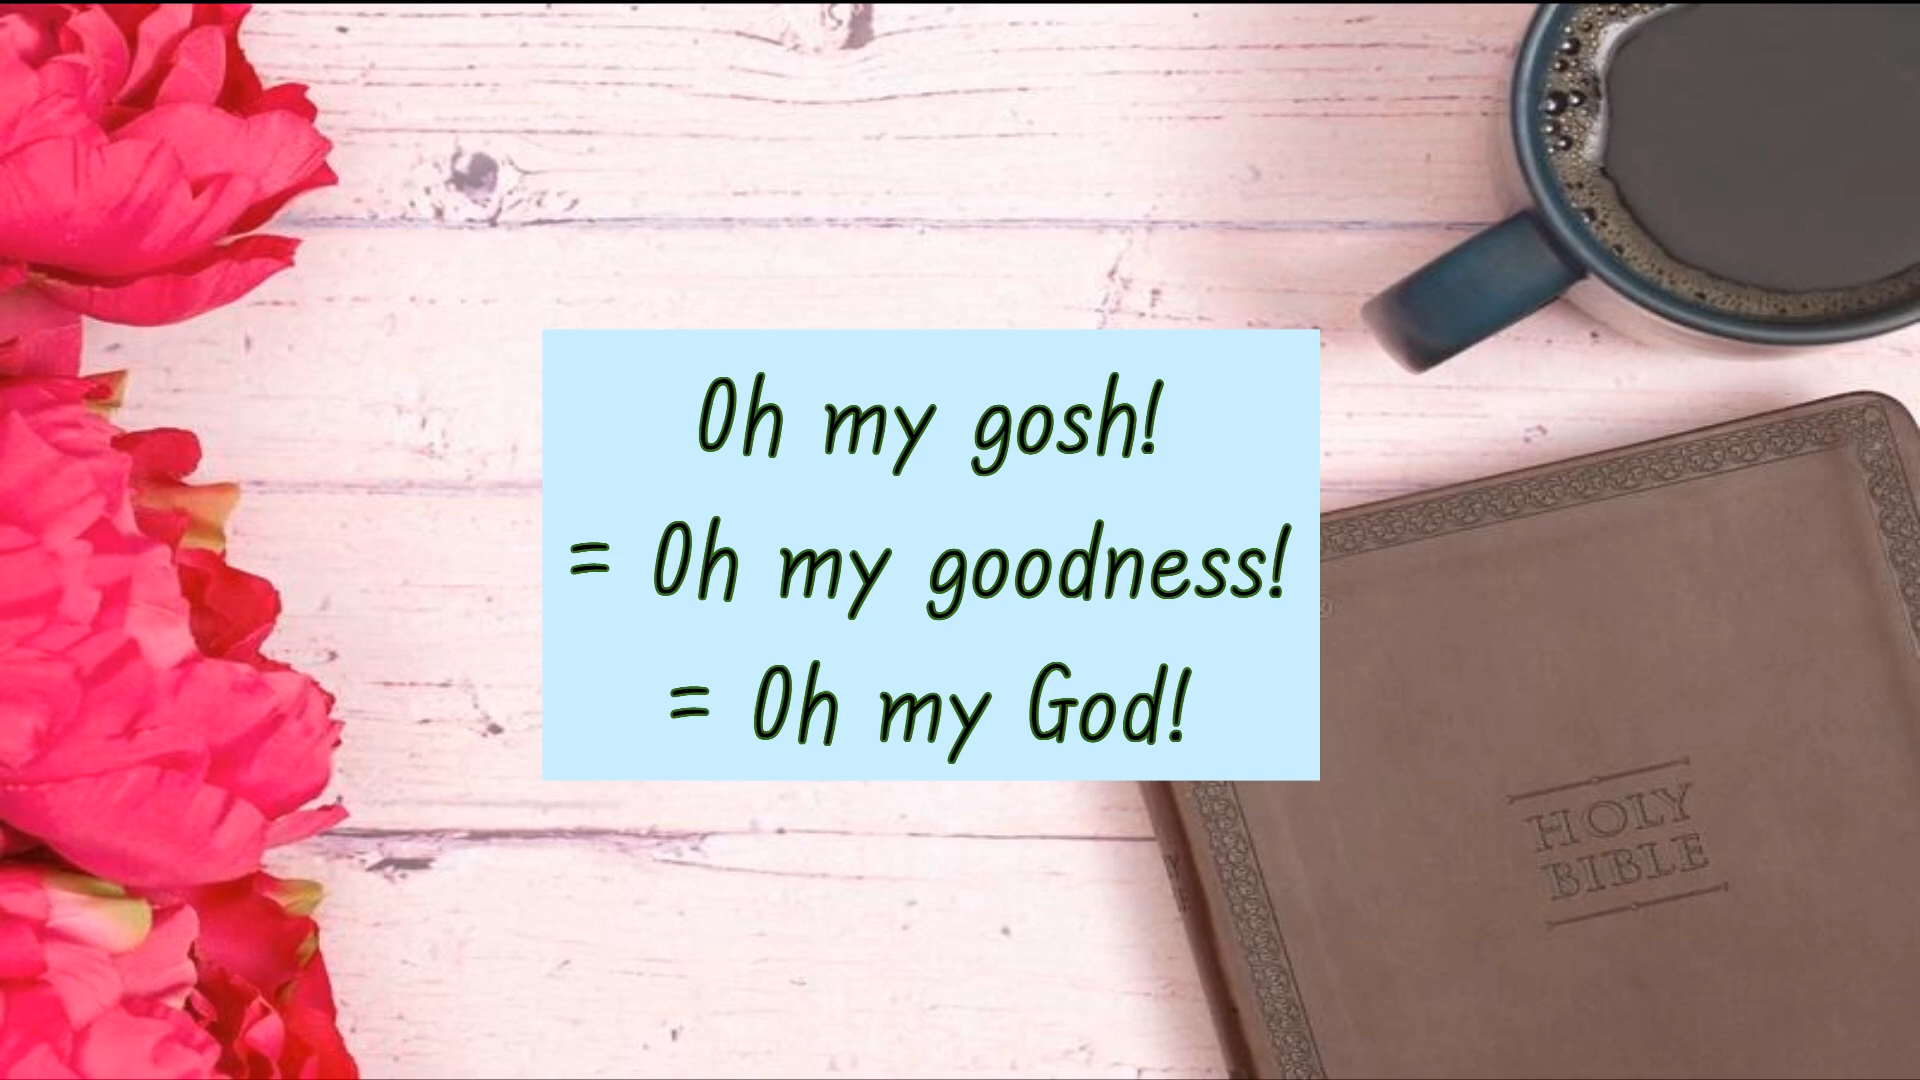 Oh my gosh!
= Oh my goodness!
= Oh my God!
HOLY
BIBLE